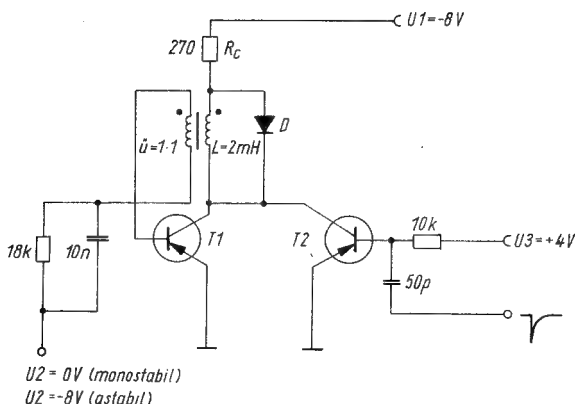 U1=-8V
270 Rc
D
ü=1·1
L=2mH
18k
10n
T1
T2
10k
U3=+4V
50p
U2 = 0V (monostabil)
U2=-8V (astabil)